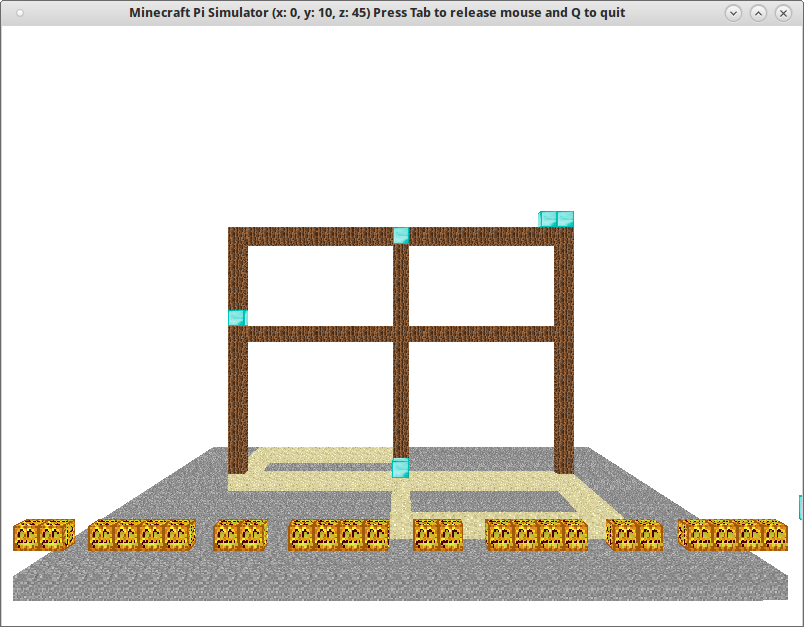 Minecraft Pi Simulator (x: 0, y: 10, z: 45) Press Tab to release mouse and Q to quit